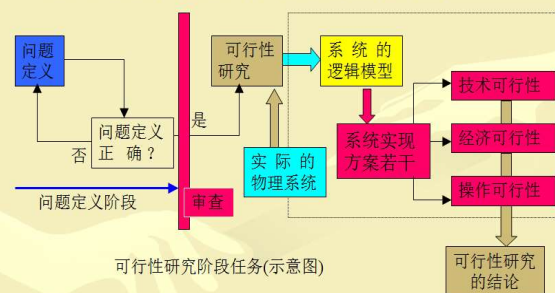 问题
定义
可行性
研究
系统的
逻辑模型
技术可行性
是
问题定义
正确？
否
系统实现
方案若干
经济可行性
实际的
物理系统
操作可行性
审查
问题定义阶段
可行性研究
的结论
可行性研究阶段任务(示意图)